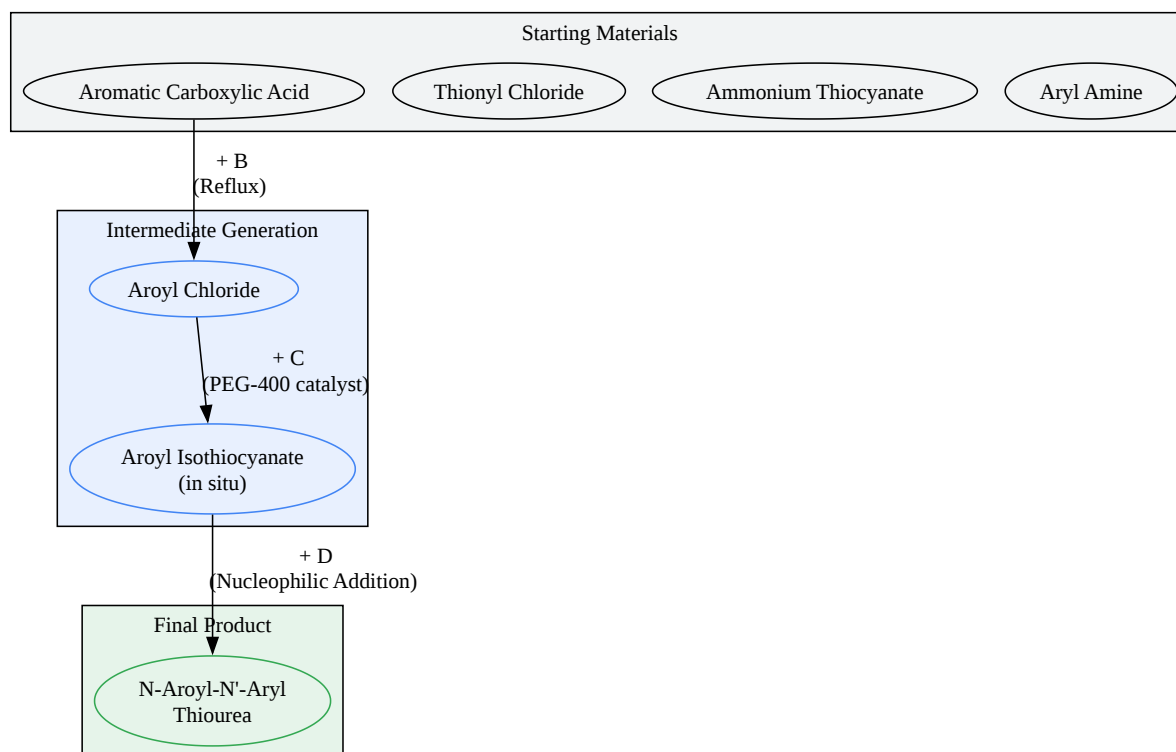 Starting Materials
Aromatic Carboxylic Acid
Thionyl Chloride
Ammonium Thiocyanate
Aryl Amine
+ B
(Reflux)
Intermediate Generation
Aroyl Chloride
+ C
(PEG-400 catalyst)
Aroyl Isothiocyanate
(in situ)
+ D
(Nucleophilic Addition)
Final Product
N-Aroyl-N'-Aryl
Thiourea